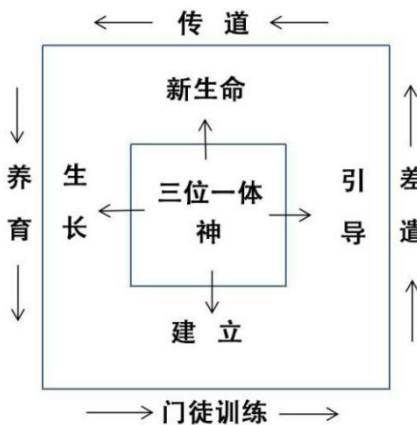 传 道
新生命
养育
生长
三位一体
神
引导
差遣
建 立
门徒训练